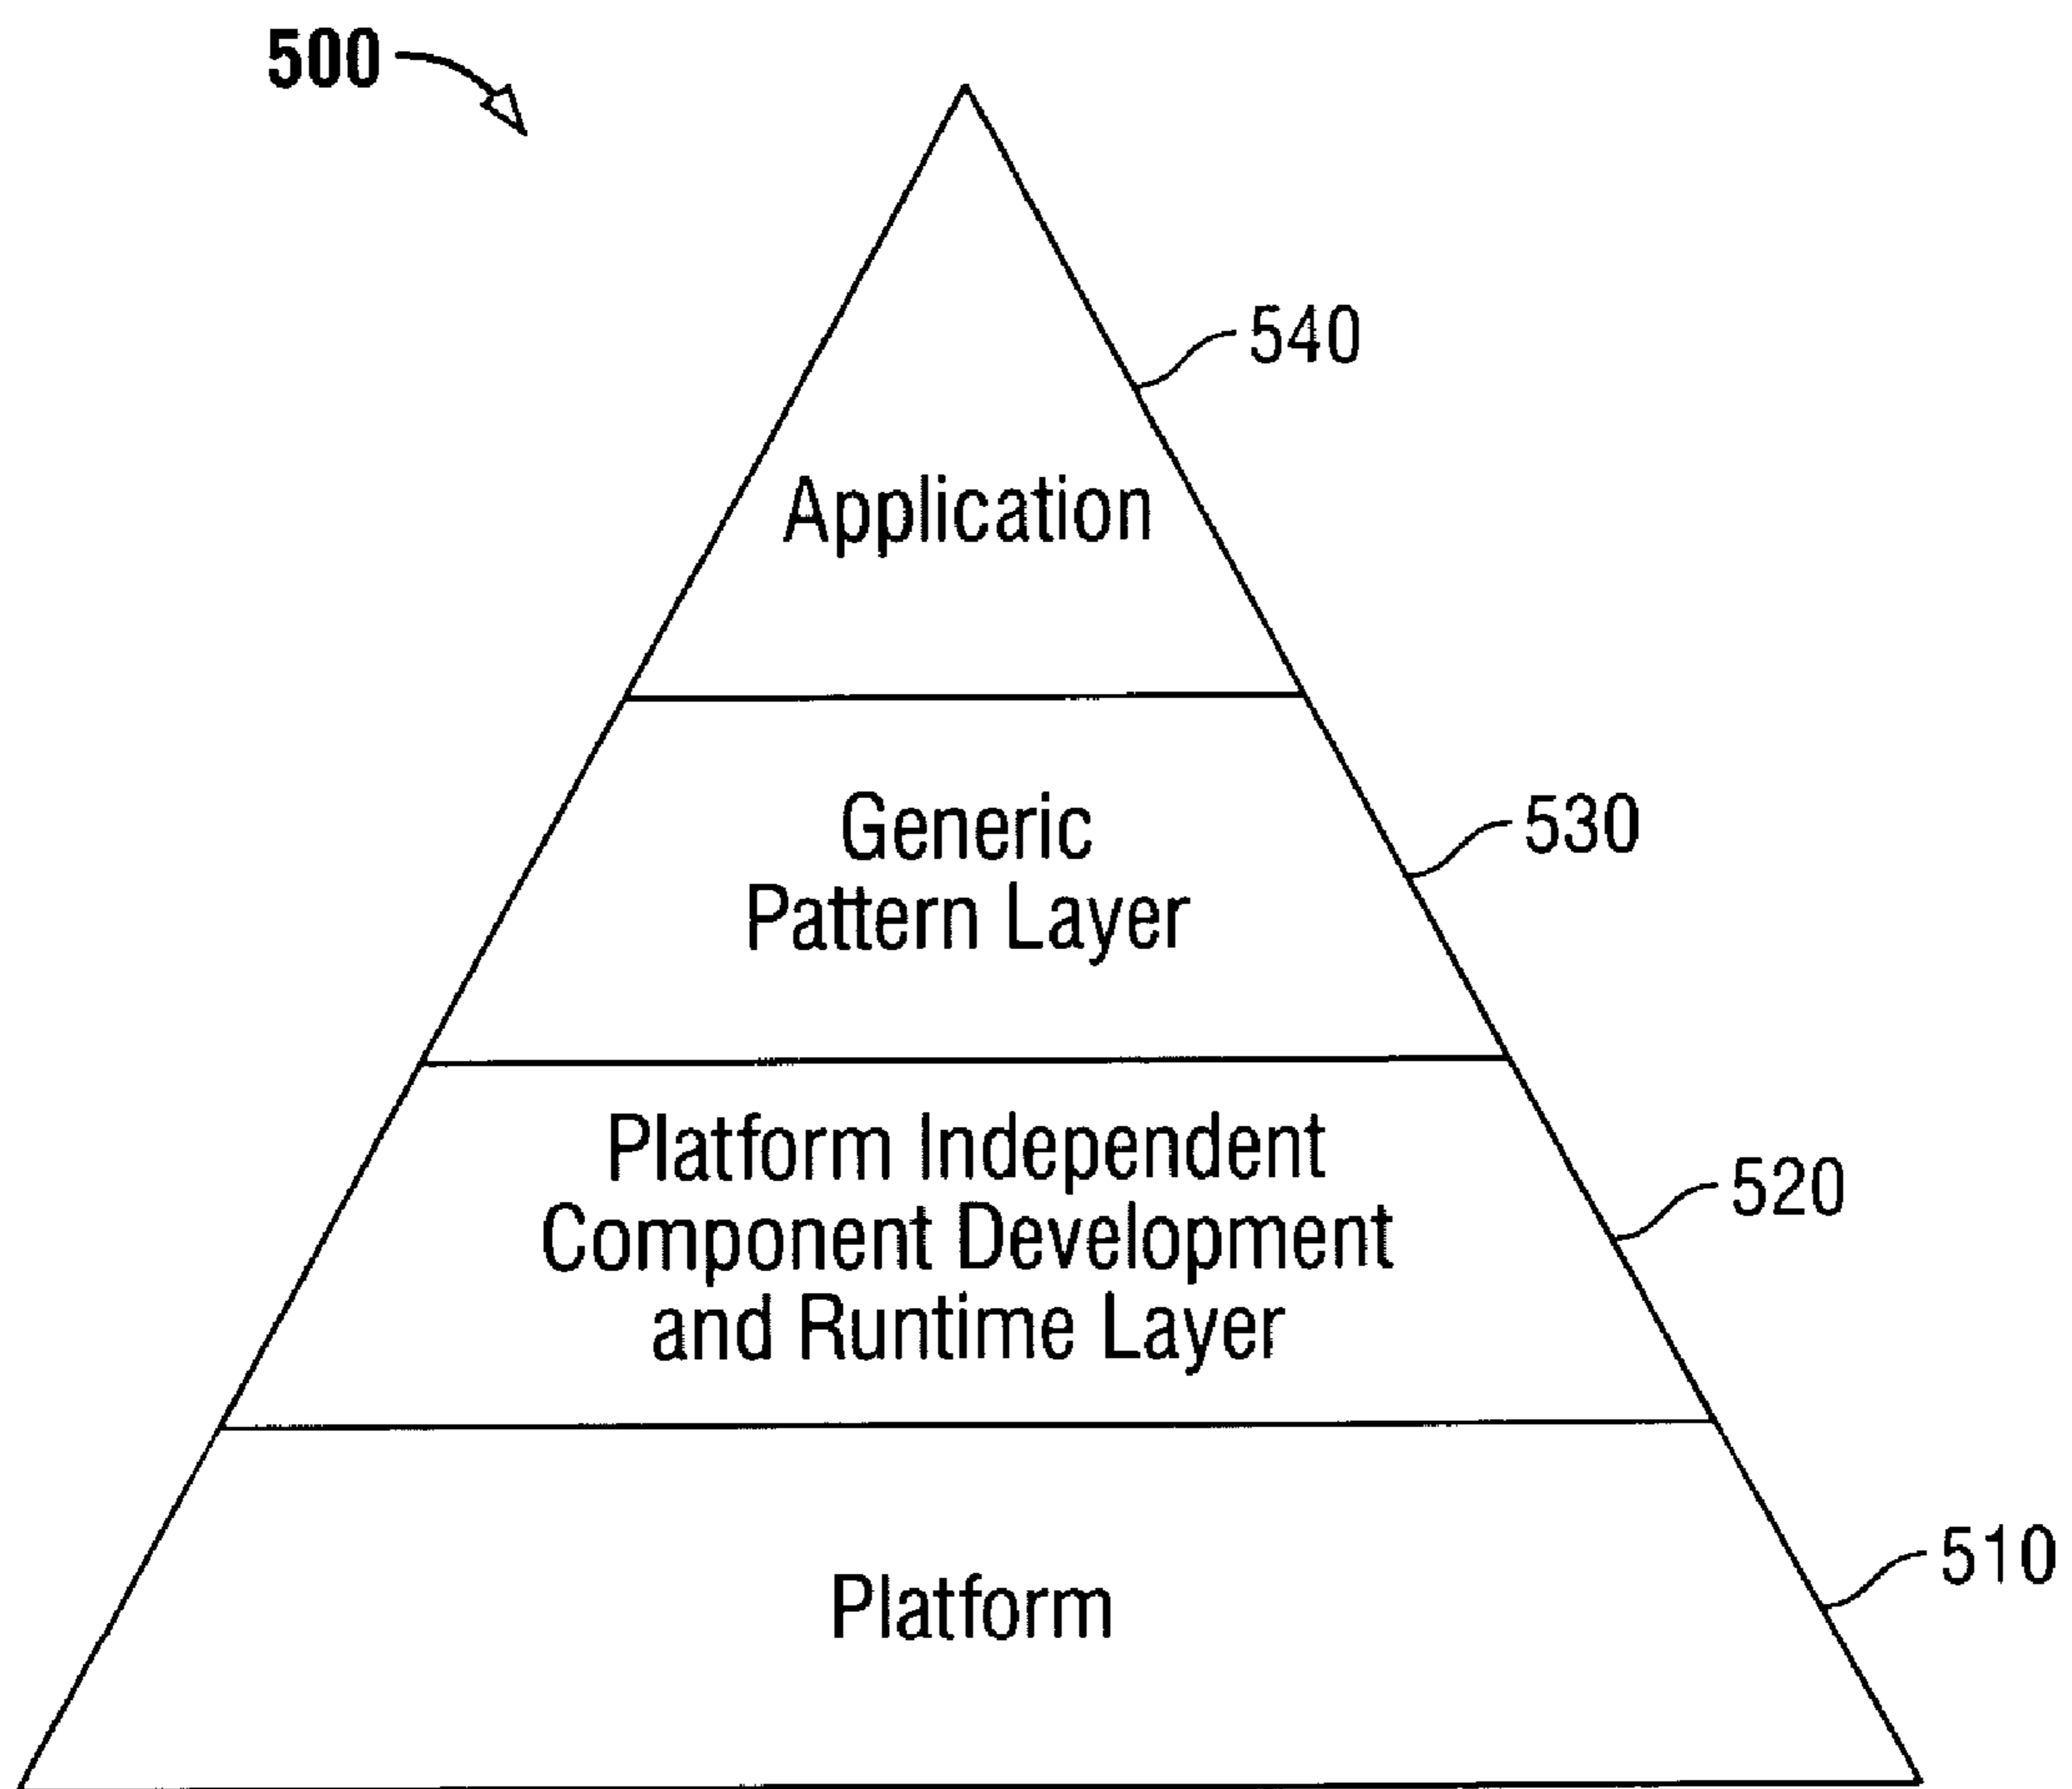 500
540
Application
530
Generic
Pattern Layer
520
Platform Independent
Component Development
and Runtime Layer
510
Platform